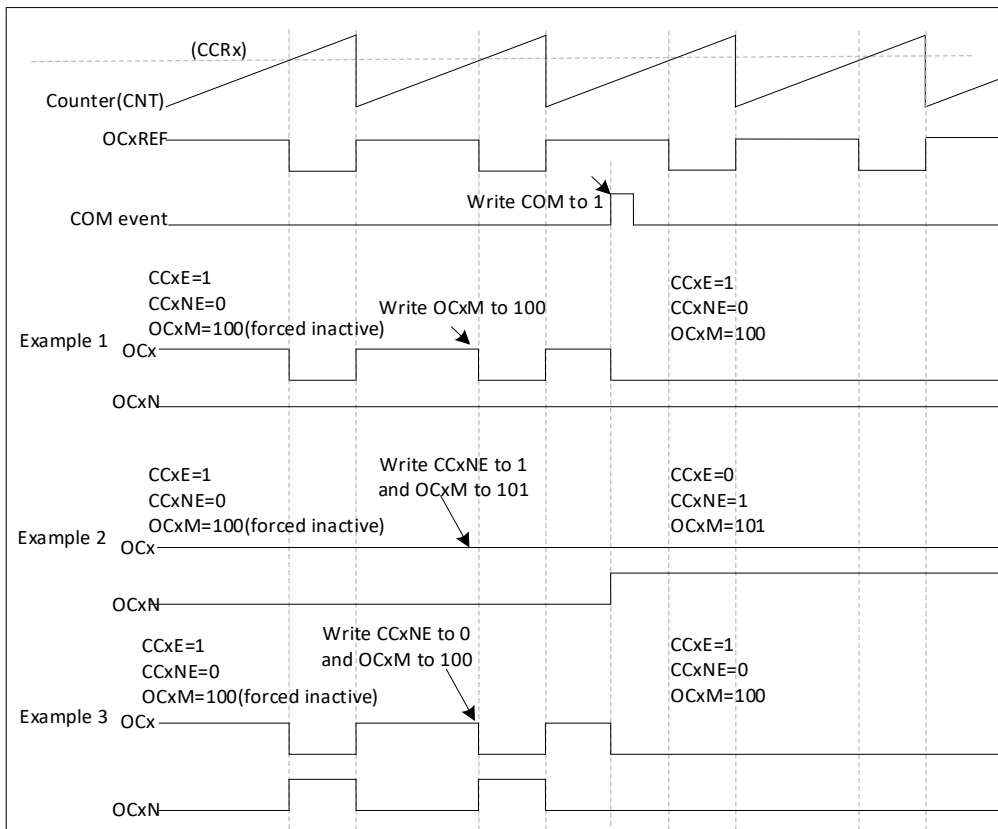 (CCRx)
Counter(CNT)
OCxREF
Write COM to 1
COM event
CCxE=1
CCxNE=0
OCxM=100(forced inactive)
Write OCxM to 100
CCxE=1
CCxNE=0
OCxM=100
Example 1
OCx
OCxN
CCxE=1
CCxNE=0
OCxM=100(forced inactive)
Write CCxNE to 1
and OCxM to 101
CCxE=0
CCxNE=1
OCxM=101
Example 2
OCx
OCxN
CCxE=1
CCxNE=0
OCxM=100(forced inactive)
Write CCxNE to 0
and OCxM to 100
CCxE=1
CCxNE=0
OCxM=100
Example 3
OCx
OCxN